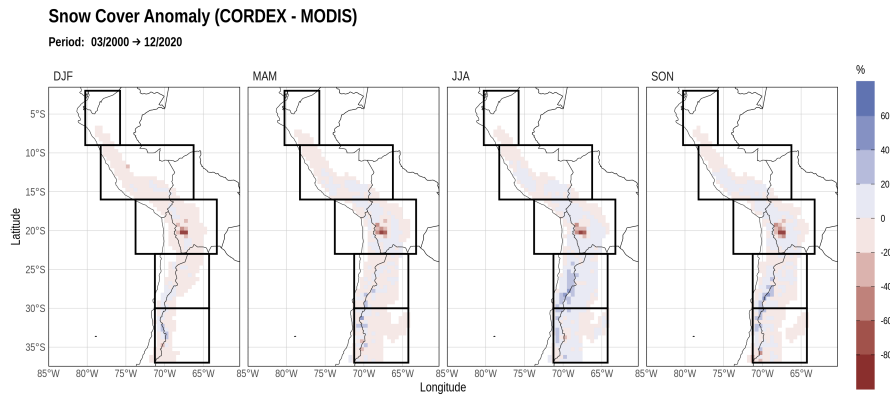 Snow Cover Anomaly (CORDEX - MODIS)
Period: 03/2000 → 12/2020
DJF
MAM
JJA
SON
%
5°S
10°S
15°S
20°S
25°S
30°S
35°S
Latitude
60
40
20
0
-20
-40
-60
-80
85°W 80°W 75°W 70°W 65°W 85°W 80°W 75°W 70°W 65°W 85°W 80°W 75°W 70°W 65°W 85°W 80°W 75°W 70°W 65°W
Longitude